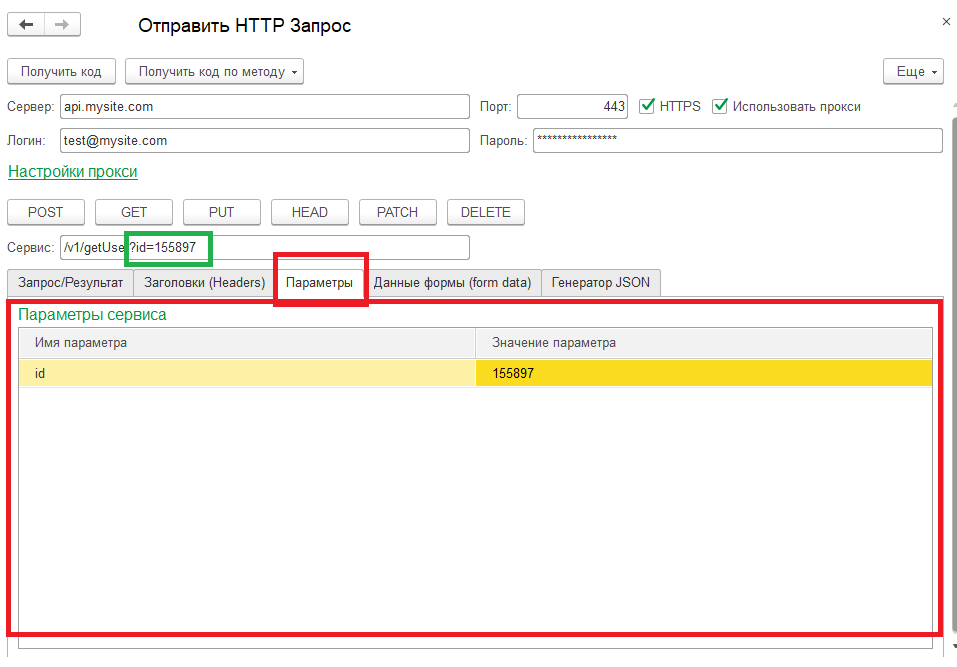 Отправить HTTP Запрос
Получить код Получить код по методу Еще
Сервер: api.mysite.com Порт: 443 HTTPS Использовать прокси
Логин: test@mysite.com Пароль: ****************
Настройки прокси
POST GET PUT HEAD PATCH DELETE
Сервис: /v1/getUse ?id=155897
Запрос/Результат Заголовки (Headers) Параметры Данные формы (form data) Генератор JSON
Параметры сервиса
Имя параметра Значение параметра
id 155897